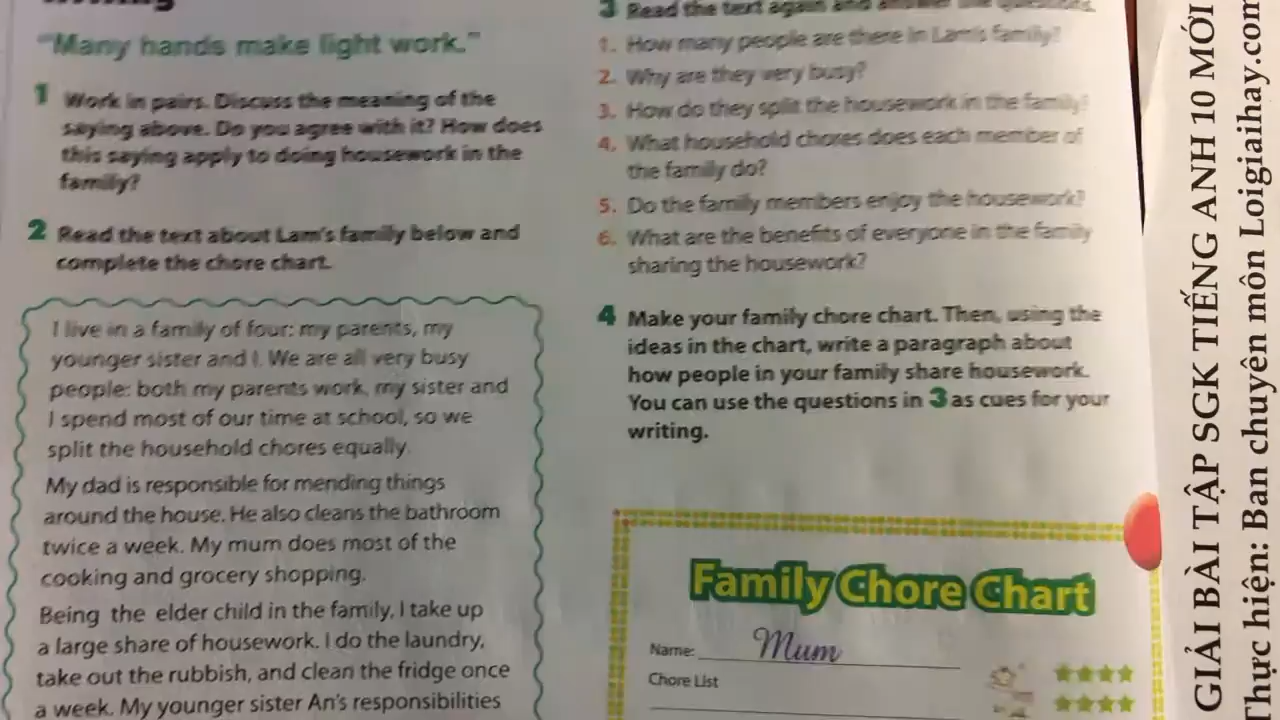 "Many hands make light work."
1 Work in pairs. Discuss the meaning of the
saying above. Do you agree with it? How does
this saying apply to doing housework in the
family?
2 Read the text about Lam's family below and
complete the chore chart.
I live in a family of four: my parents, my
younger sister and I. We are all very busy
people: both my parents work, my sister and
I spend most of our time at school, so we
split the household chores equally.
My dad is responsible for mending things
around the house. He also cleans the bathroom
twice a week. My mum does most of the
cooking and grocery shopping.
Being the elder child in the family, I take up
a large share of housework. I do the laundry,
take out the rubbish, and clean the fridge once
a week. My younger sister An's responsibilities
3 Read the text again and answer the questions.
1. How many people are there in Lam's family?
2. Why are they very busy?
3. How do they split the housework in the family?
4. What household chores does each member of
the family do?
5. Do the family members enjoy the housework?
6. What are the benefits of everyone in the family
sharing the housework?
4 Make your family chore chart. Then, using the
ideas in the chart, write a paragraph about
how people in your family share housework.
You can use the questions in 3 as cues for your
writing.
Family Chore Chart
Name: Mum
Chore List
GIẢI BÀI TẬP SGK TIẾNG ANH 10 MỚI
Thực hiện: Ban chuyên môn Loigiaihay.com